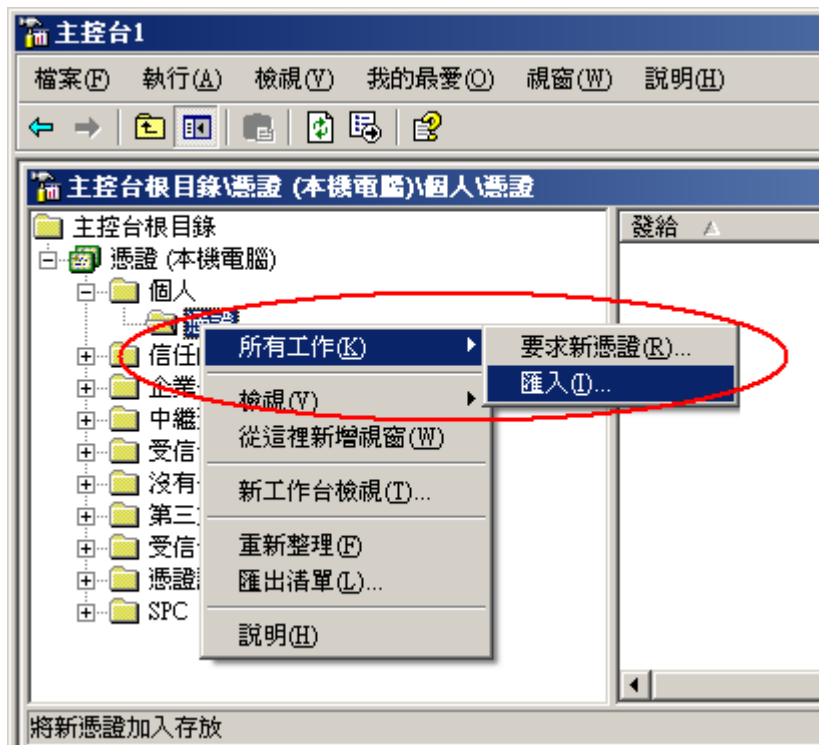 主控台1
檔案(F) 執行(A) 檢視(V) 我的最愛(O) 視窗(W) 說明(H)
主控台根目錄\憑證 (本機電腦)\個人\憑證
主控台根目錄
發給
憑證 (本機電腦)
個人
信任
企業
中繼
受信
沒有
第三
受信
憑證
SPC
所有工作(K)
檢視(V)
從這裡新增視窗(W)
新工作台檢視(T)...
重新整理(F)
匯出清單(L)...
說明(H)
要求新憑證(R)...
匯入(I)...
將新憑證加入存放